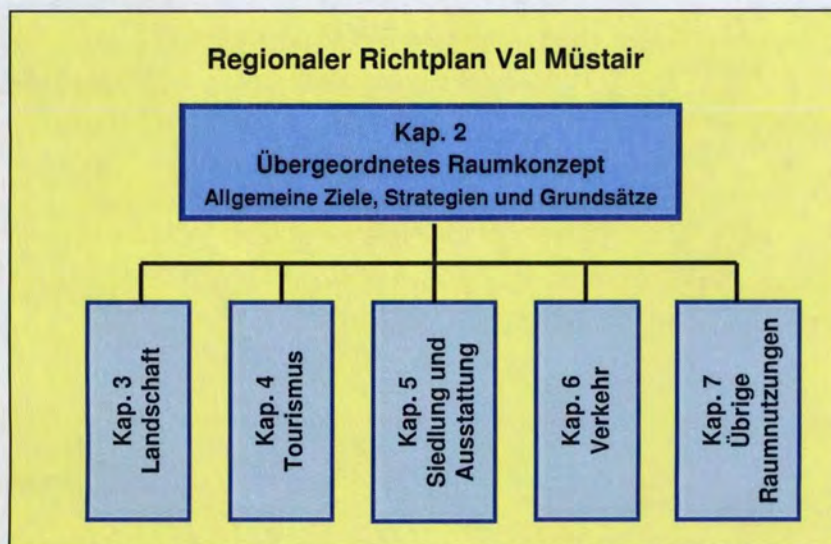 Regionaler Richtplan Val Müstair
Kap. 2
Übergeordnetes Raumkonzept
Allgemeine Ziele, Strategien und Grundsätze
Kap. 3
Landschaft
Kap. 4
Tourismus
Kap. 5
Siedlung und
Ausstattung
Kap. 6
Verkehr
Kap. 7
Übrige
Raumnutzungen